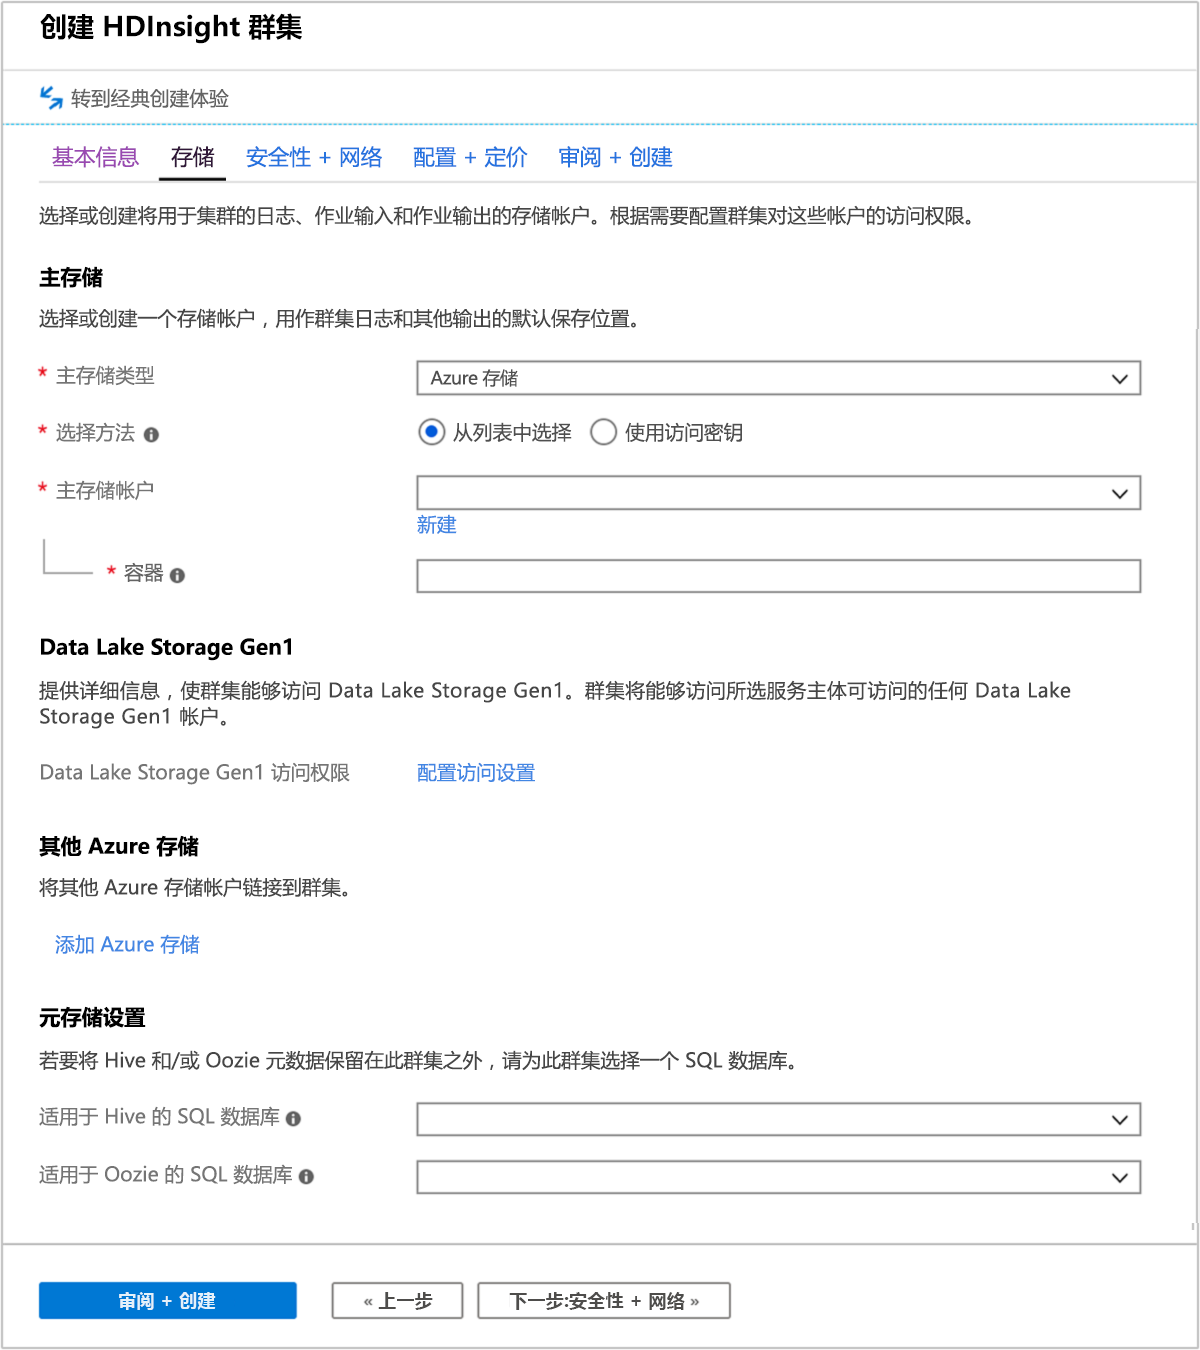 创建 HDInsight 群集
转到经典创建体验
基本信息 存储 安全性 + 网络 配置 + 定价 审阅 + 创建
选择或创建将用于集群的日志、作业输入和作业输出的存储帐户。根据需要配置群集对这些帐户的访问权限。
主存储
选择或创建一个存储帐户，用作群集日志和其他输出的默认保存位置。
* 主存储类型 Azure 存储
* 选择方法 从列表中选择 使用访问密钥
* 主存储帐户
新建
* 容器
Data Lake Storage Gen1
提供详细信息，使群集能够访问 Data Lake Storage Gen1。群集将能够访问所选服务主体可访问的任何 Data Lake
Storage Gen1 帐户。
Data Lake Storage Gen1 访问权限 配置访问设置
其他 Azure 存储
将其他 Azure 存储帐户链接到群集。
添加 Azure 存储
元存储设置
若要将 Hive 和/或 Oozie 元数据保留在此群集之外，请为此群集选择一个 SQL 数据库。
适用于 Hive 的 SQL 数据库
适用于 Oozie 的 SQL 数据库
审阅 + 创建 « 上一步 下一步:安全性 + 网络 »